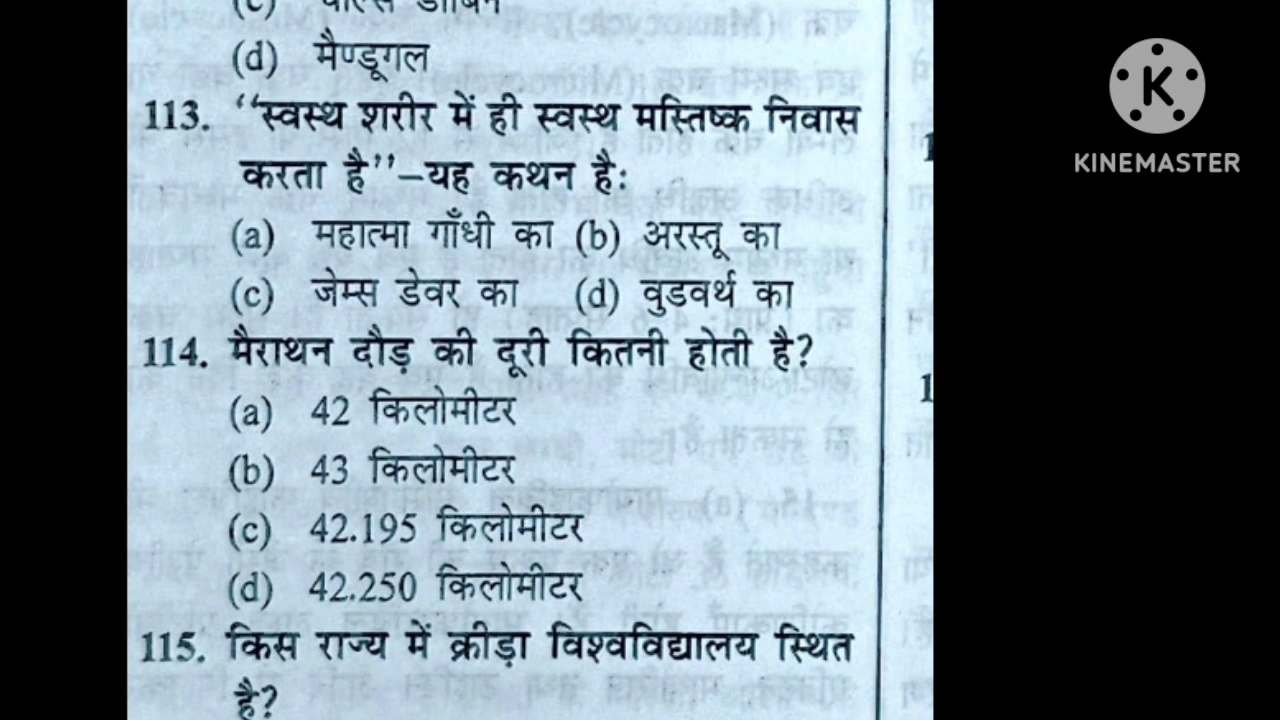 (d) मैण्डूगल
113. ‘‘स्वस्थ शरीर में ही स्वस्थ मस्तिष्क निवास
करता है’’–यह कथन है:
(a) महात्मा गाँधी का (b) अरस्तू का
(c) जेम्स डेवर का (d) वुडवर्थ का
114. मैराथन दौड़ की दूरी कितनी होती है?
(a) 42 किलोमीटर
(b) 43 किलोमीटर
(c) 42.195 किलोमीटर
(d) 42.250 किलोमीटर
115. किस राज्य में क्रीड़ा विश्वविद्यालय स्थित
है?
K
KINEMASTER